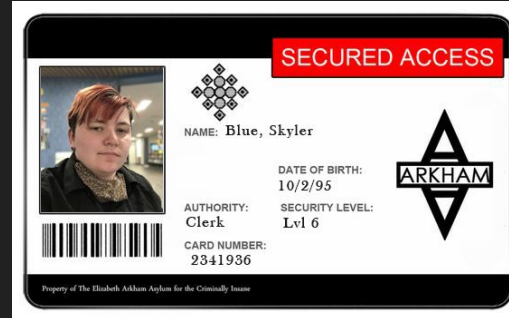 SECURED ACCESS
NAME: Blue, Skyler
DATE OF BIRTH:
10/2/95
ARKHAM
AUTHORITY:
Clerk
SECURITY LEVEL:
Lvl 6
CARD NUMBER:
2341936
Property of The Elizabeth Arkham Asylum for the Criminally Insane